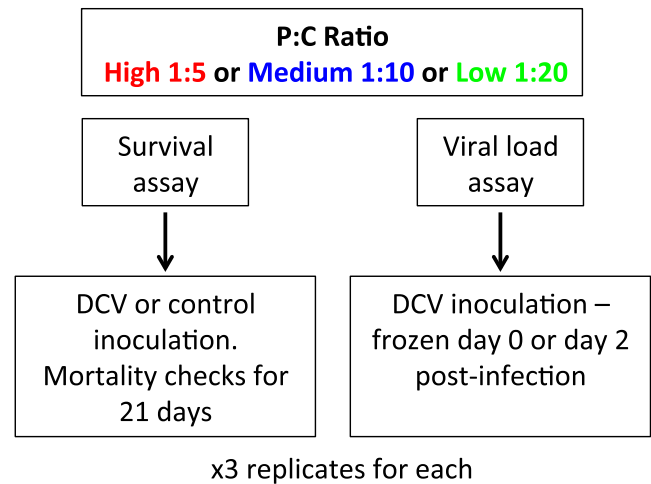 P:C Ratio
High 1:5 or Medium 1:10 or Low 1:20
Survival
assay
Viral load
assay
DCV or control
inoculation.
Mortality checks for
21 days
DCV inoculation –
frozen day 0 or day 2
post-infection
x3 replicates for each